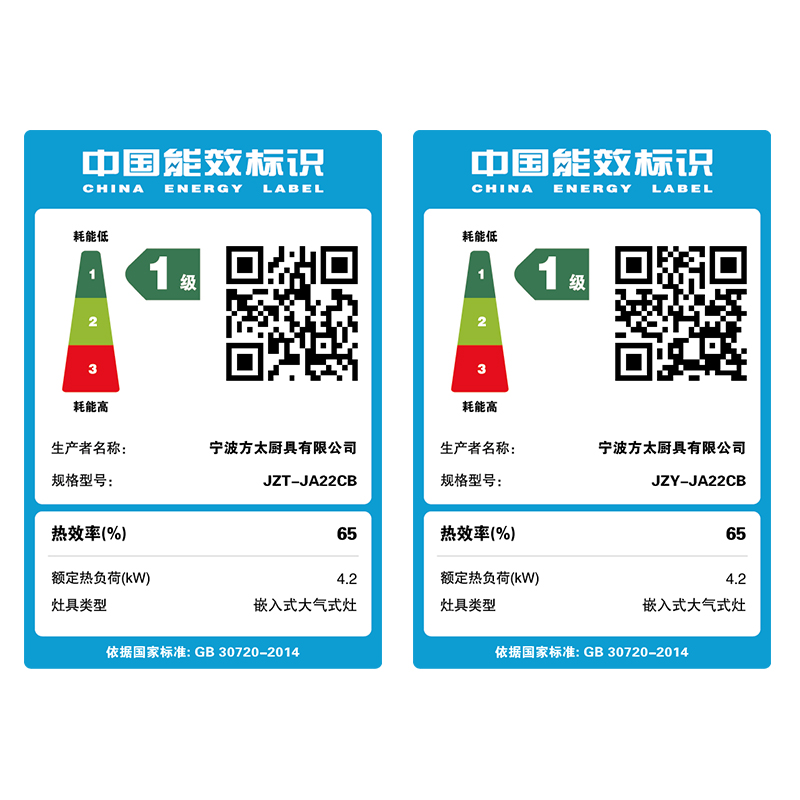 中国能效标识
CHINA ENERGY LABEL
耗能低
1
2
3
耗能高
1级
生产者名称: 宁波方太厨具有限公司
规格型号: JZT-JA22CB
热效率(%) 65
额定热负荷(kW) 4.2
灶具类型 嵌入式大气式灶
依据国家标准: GB 30720-2014
中国能效标识
CHINA ENERGY LABEL
耗能低
1
2
3
耗能高
1级
生产者名称: 宁波方太厨具有限公司
规格型号: JZY-JA22CB
热效率(%) 65
额定热负荷(kW) 4.2
灶具类型 嵌入式大气式灶
依据国家标准: GB 30720-2014